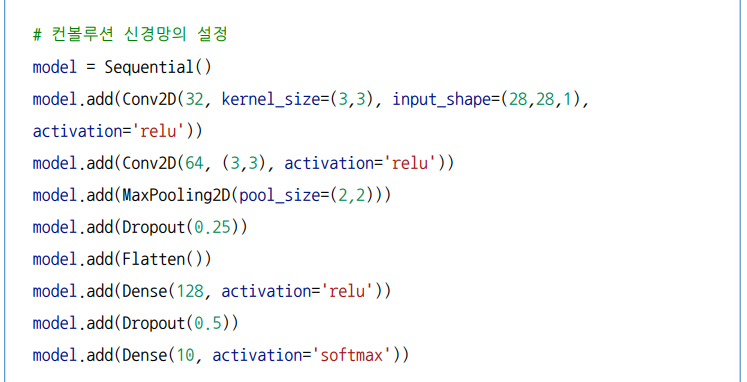 # 컨볼루션 신경망의 설정
model = Sequential()
model.add(Conv2D(32, kernel_size=(3,3), input_shape=(28,28,1),
activation='relu'))
model.add(Conv2D(64, (3,3), activation='relu'))
model.add(MaxPooling2D(pool_size=(2,2)))
model.add(Dropout(0.25))
model.add(Flatten())
model.add(Dense(128, activation='relu'))
model.add(Dropout(0.5))
model.add(Dense(10, activation='softmax'))